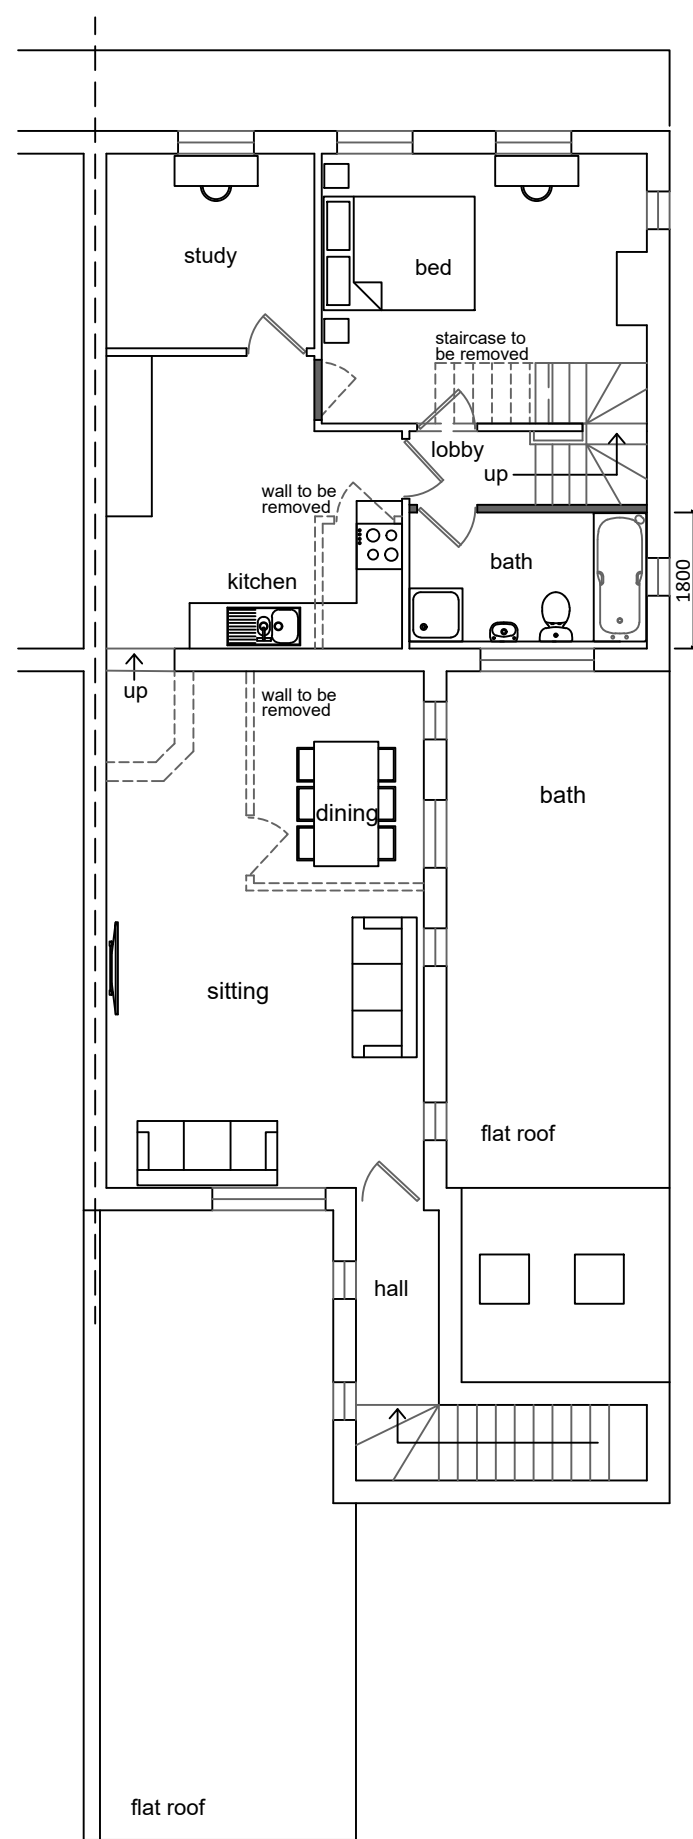 study
bed
staircase to
be removed
lobby
up
wall to be
removed
bath
kitchen
1800
up
wall to be
removed
dining
bath
sitting
flat roof
hall
flat roof